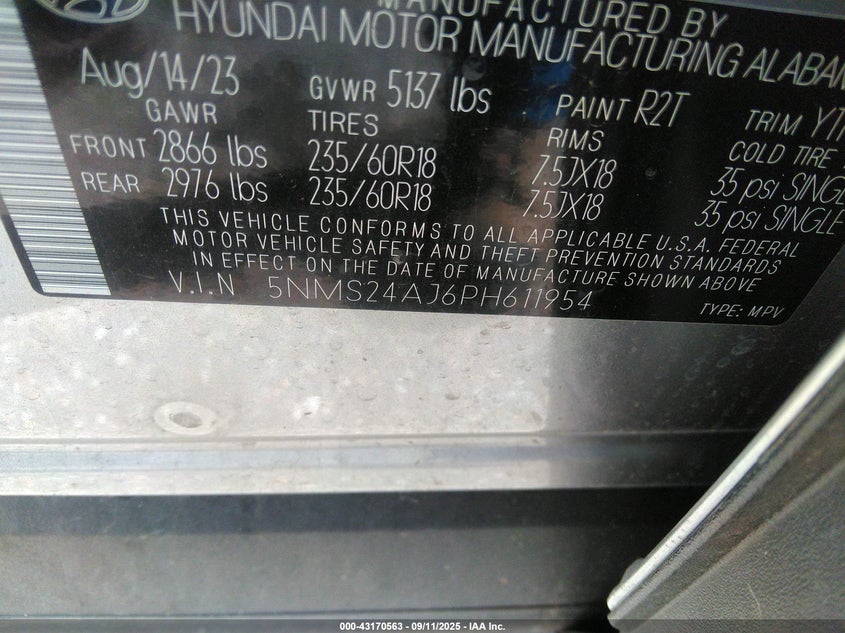 MANUFACTURED BY
HYUNDAI MOTOR MANUFACTURING ALABAM
Aug/14/23 GVWR 5137 lbs PAINT R2T TRIM YT
GAWR TIRES RIMS COLD TIRE
FRONT 2866 lbs 235/60R18 7.5JX18 35 psi SINGLE
REAR 2976 lbs 235/60R18 7.5JX18 35 psi SINGLE
THIS VEHICLE CONFORMS TO ALL APPLICABLE U.S.A. FEDERAL
MOTOR VEHICLE SAFETY AND THEFT PREVENTION STANDARDS
IN EFFECT ON THE DATE OF MANUFACTURE SHOWN ABOVE
V.I.N 5NMS24AJ6PH611954 TYPE: MPV
000-43170563 - 09/11/2025 - IAA Inc.